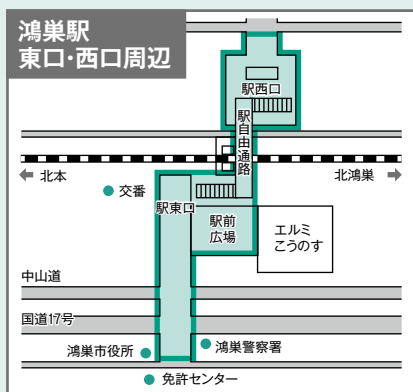 鴻巣駅
東口・西口周辺
駅西口
駅自由通路
北本
北鴻巣
交番
駅東口
駅前
広場
エルミ
こうのす
中山道
国道17号
鴻巣市役所
鴻巣警察署
免許センター